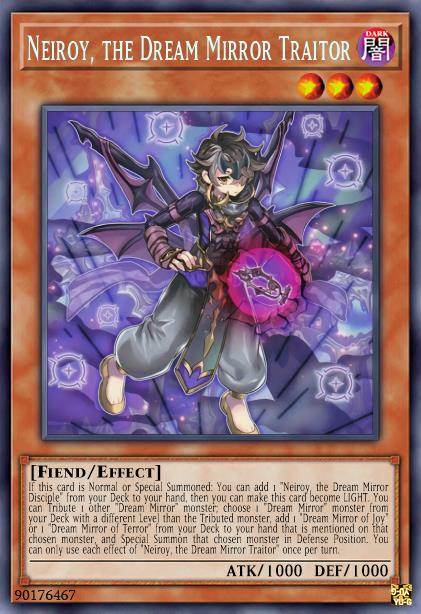 Neiroy, the Dream Mirror Traitor
DARK
闇
[Fiend/Effect]
If this card is Normal or Special Summoned: You can add 1 "Neiroy, the Dream Mirror
Disciple" from your Deck to your hand, then you can make this card become LIGHT. You
can Tribute 1 other "Dream Mirror" monster; choose 1 "Dream Mirror" monster from
your Deck with a different Level than the Tributed monster, add 1 "Dream Mirror of Joy"
or 1 "Dream Mirror of Terror" from your Deck to your hand that is mentioned on that
chosen monster, and Special Summon that chosen monster in Defense Position. You
can only use each effect of "Neiroy, the Dream Mirror Traitor" once per turn.
ATK/1000 DEF/1000
90176467